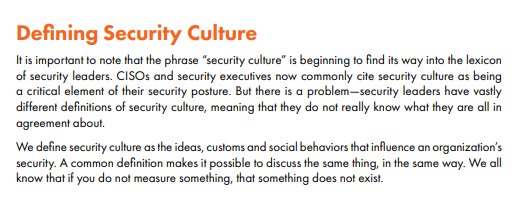 Defining Security Culture
It is important to note that the phrase “security culture” is beginning to find its way into the lexicon
of security leaders. CISOs and security executives now commonly cite security culture as being
a critical element of their security posture. But there is a problem—security leaders have vastly
different definitions of security culture, meaning that they do not really know what they are all in
agreement about.
We define security culture as the ideas, customs and social behaviors that influence an organization’s
security. A common definition makes it possible to discuss the same thing, in the same way. We all
know that if you do not measure something, that something does not exist.